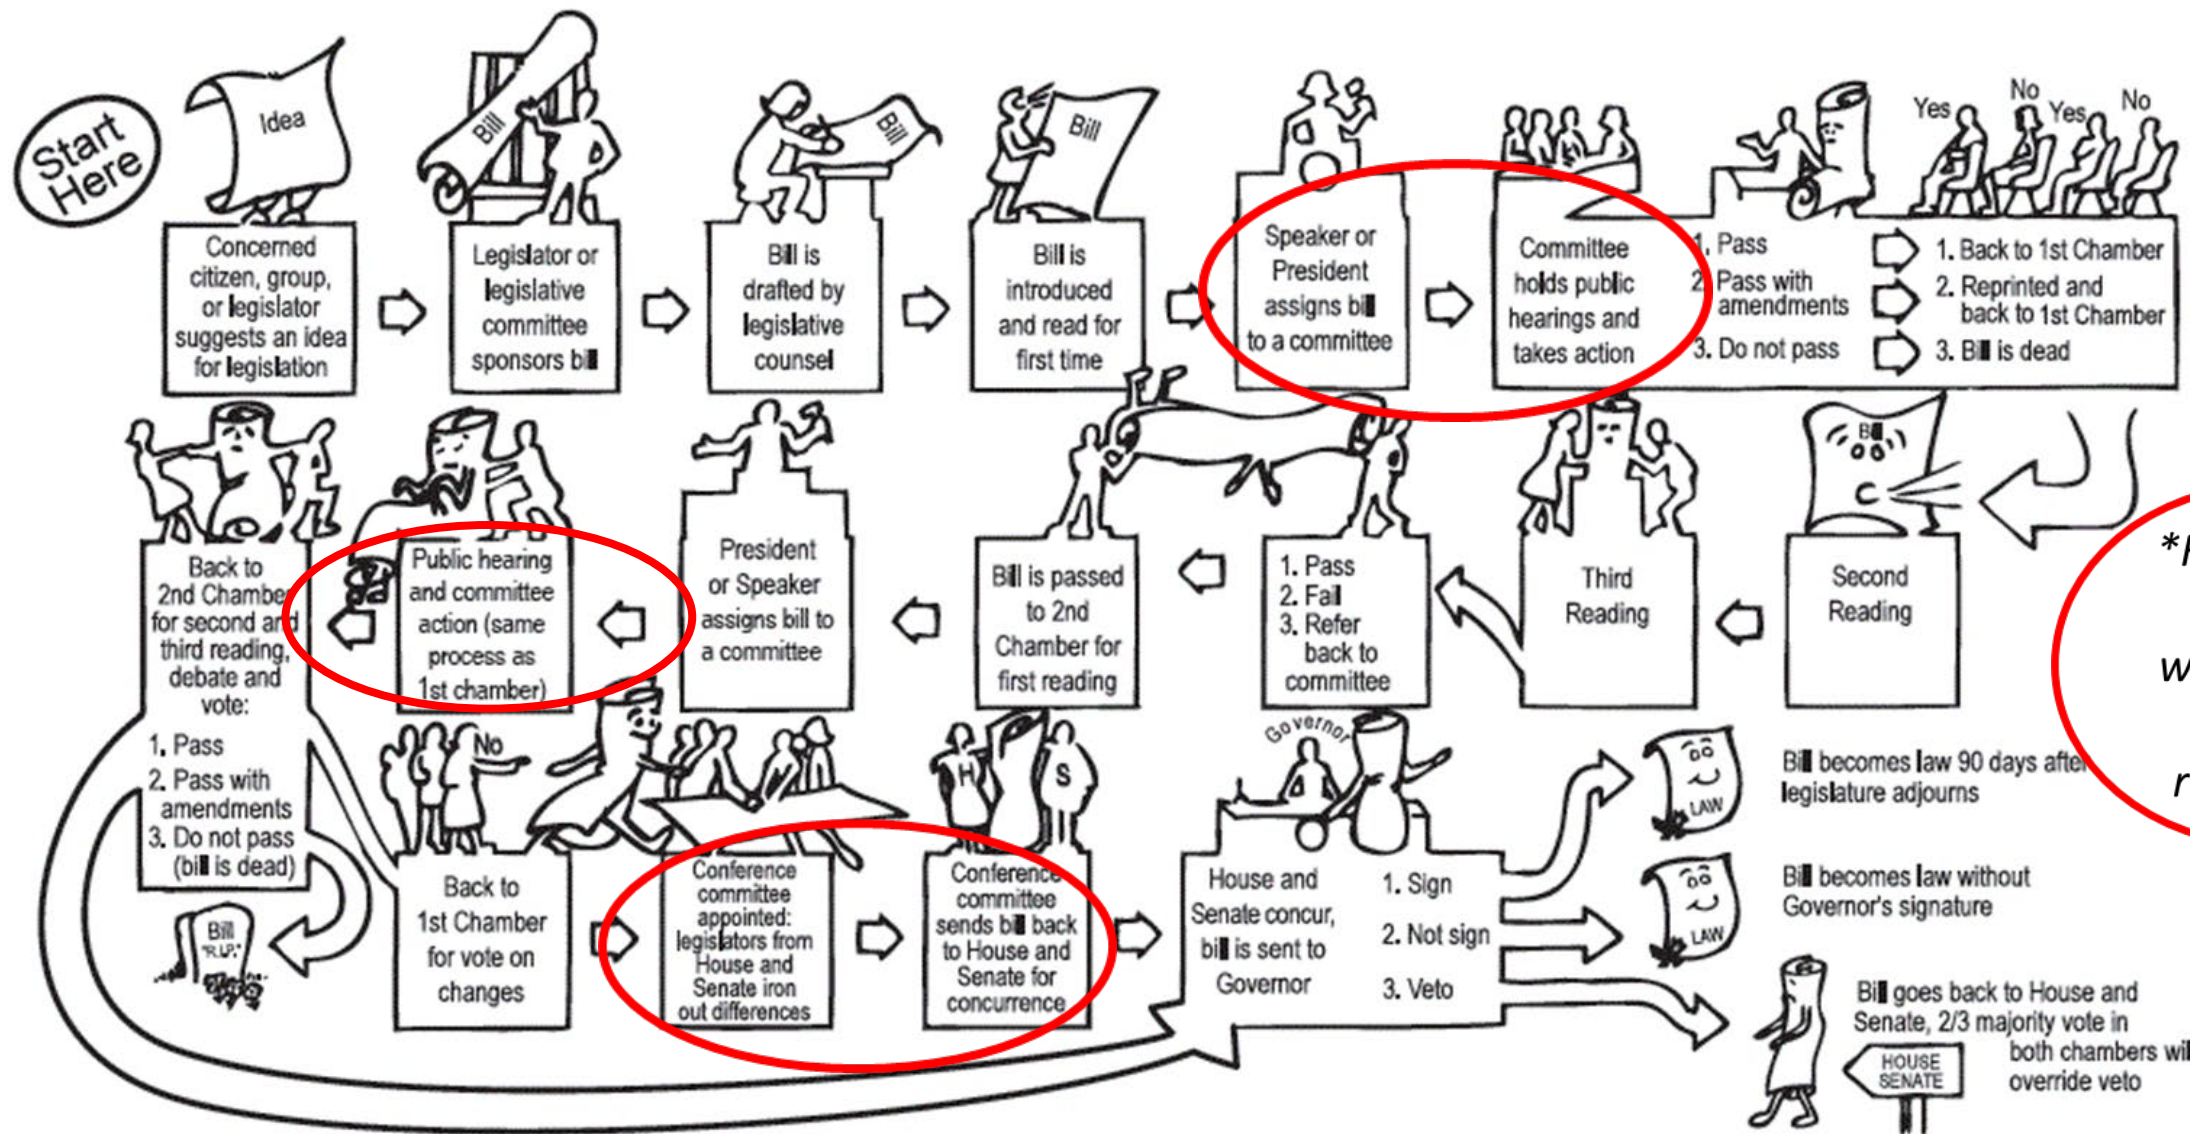 Start
Here
Idea
Bill
Bill
Bill
Yes
No
Yes
No
Concerned
citizen, group,
or legislator
suggests an idea
for legislation
Legislator or
legislative
committee
sponsors bill
Bill is
drafted by
legislative
counsel
Bill is
introduced
and read for
first time
Speaker or
President
assigns bill
to a committee
Committee
holds public
hearings and
takes action
1. Pass
2. Pass with
amendments
3. Do not pass
1. Back to 1st Chamber
2. Reprinted and
back to 1st Chamber
3. Bill is dead
Bill
Second
Reading
Third
Reading
1. Pass
2. Fail
3. Refer
back to
committee
Bill is passed
to 2nd
Chamber for
first reading
President
or Speaker
assigns bill to
a committee
Public hearing
and committee
action (same
process as
1st chamber)
Back to
2nd Chamber
for second and
third reading,
debate and
vote:
1. Pass
2. Pass with
amendments
3. Do not pass
(bill is dead)
Bill
"R.I.P."
No
Back to
1st Chamber
for vote on
changes
Conference
committee
appointed:
legislators from
House and
Senate iron
out differences
H
S
Conference
committee
sends bill back
to House and
Senate for
concurrence
Governor
House and
Senate concur,
bill is sent to
Governor
1. Sign
2. Not sign
3. Veto
LAW
Bill becomes law 90 days after
legislature adjourns
LAW
Bill becomes law without
Governor's signature
Bill goes back to House and
Senate, 2/3 majority vote in
both chambers will
override veto
HOUSE
SENATE